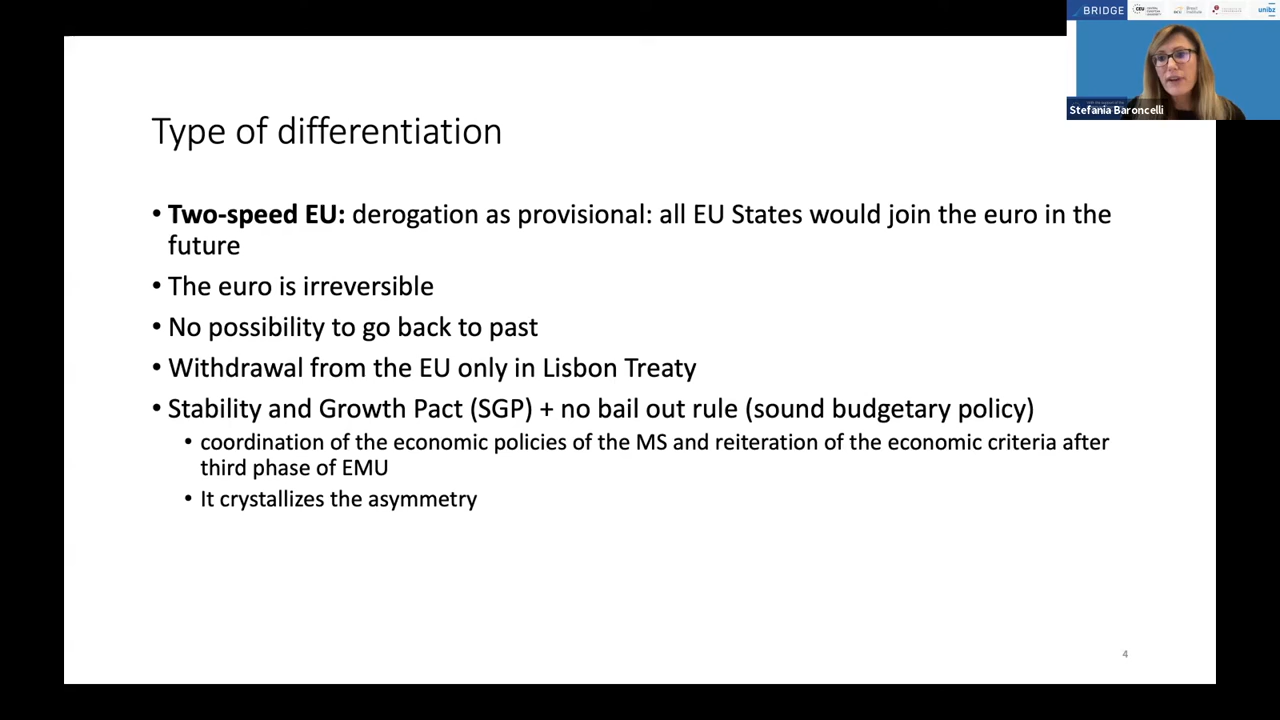 BRIDGE
CEU
unibz
Stefania Baroncelli
Type of differentiation
• Two-speed EU: derogation as provisional: all EU States would join the euro in the
future
• The euro is irreversible
• No possibility to go back to past
• Withdrawal from the EU only in Lisbon Treaty
• Stability and Growth Pact (SGP) + no bail out rule (sound budgetary policy)
• coordination of the economic policies of the MS and reiteration of the economic criteria after
third phase of EMU
• It crystallizes the asymmetry
4